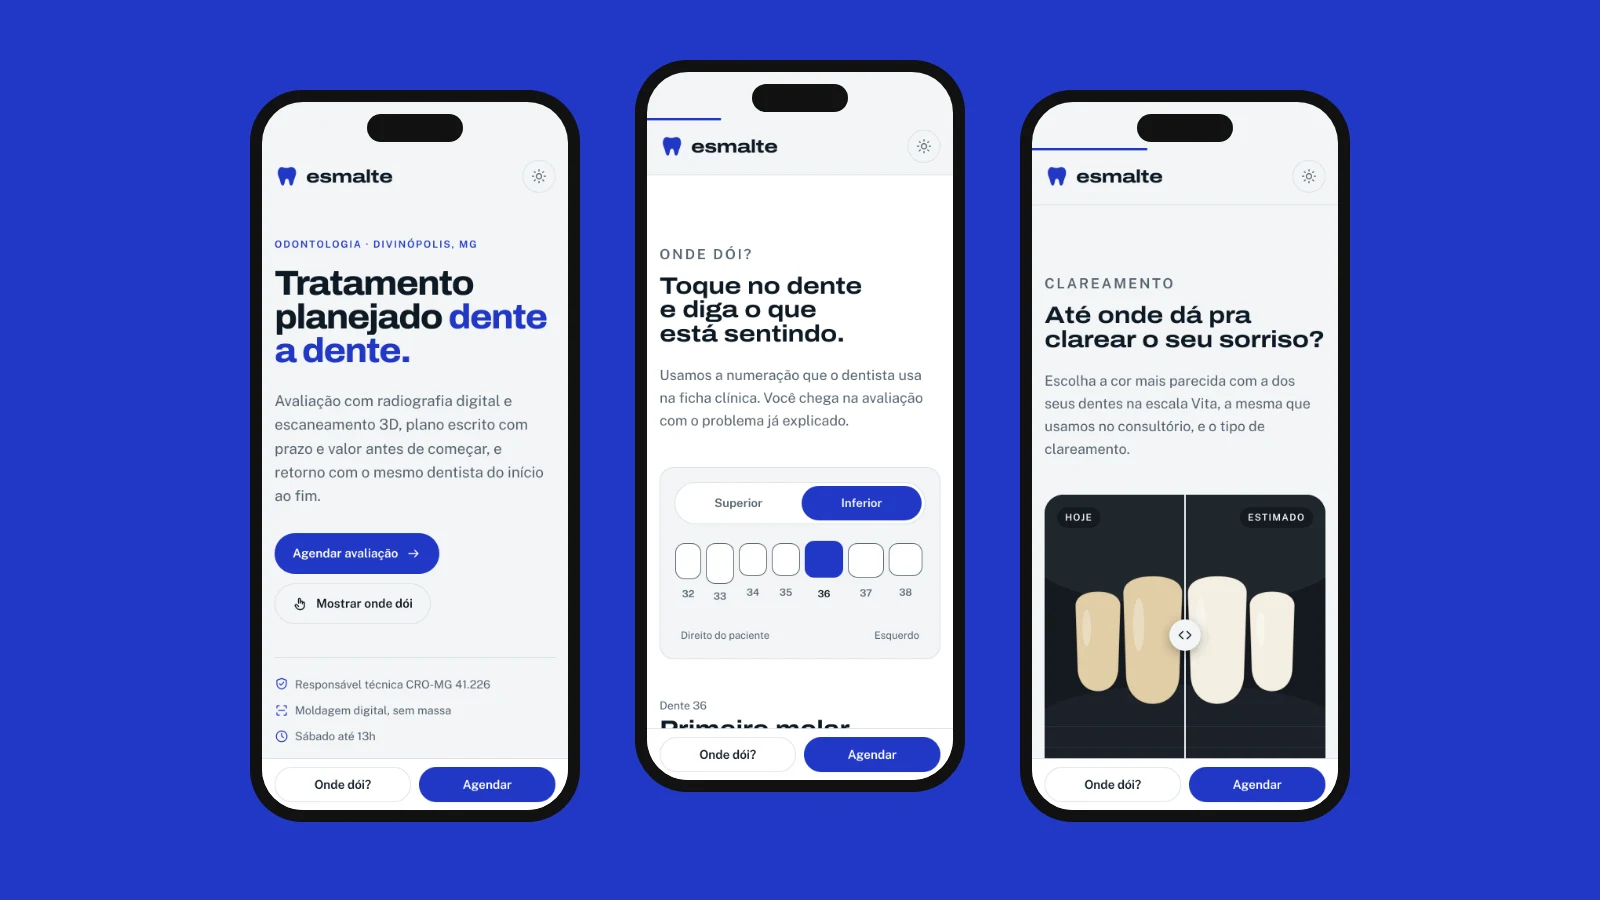 esmalte
ODONTOLOGIA · DIVINÓPOLIS, MG
Tratamento
planejado dente
a dente.
Avaliação com radiografia digital e
escaneamento 3D, plano escrito com
prazo e valor antes de começar, e
retorno com o mesmo dentista do início
ao fim.
Agendar avaliação →
Mostrar onde dói
Responsável técnica CRO-MG 41.226
Moldagem digital, sem massa
Sábado até 13h
Onde dói? Agendar
esmalte
ONDE DÓI?
Toque no dente
e diga o que
está sentindo.
Usamos a numeração que o dentista usa
na ficha clínica. Você chega na avaliação
com o problema já explicado.
Superior Inferior
32 33 34 35 36 37 38
Direito do paciente Esquerdo
Dente 36
Primeiro molar
Onde dói? Agendar
esmalte
CLAREAMENTO
Até onde dá pra
clarear o seu sorriso?
Escolha a cor mais parecida com a dos
seus dentes na escala Vita, a mesma que
usamos no consultório, e o tipo de
clareamento.
HOJE ESTIMADO
Onde dói? Agendar